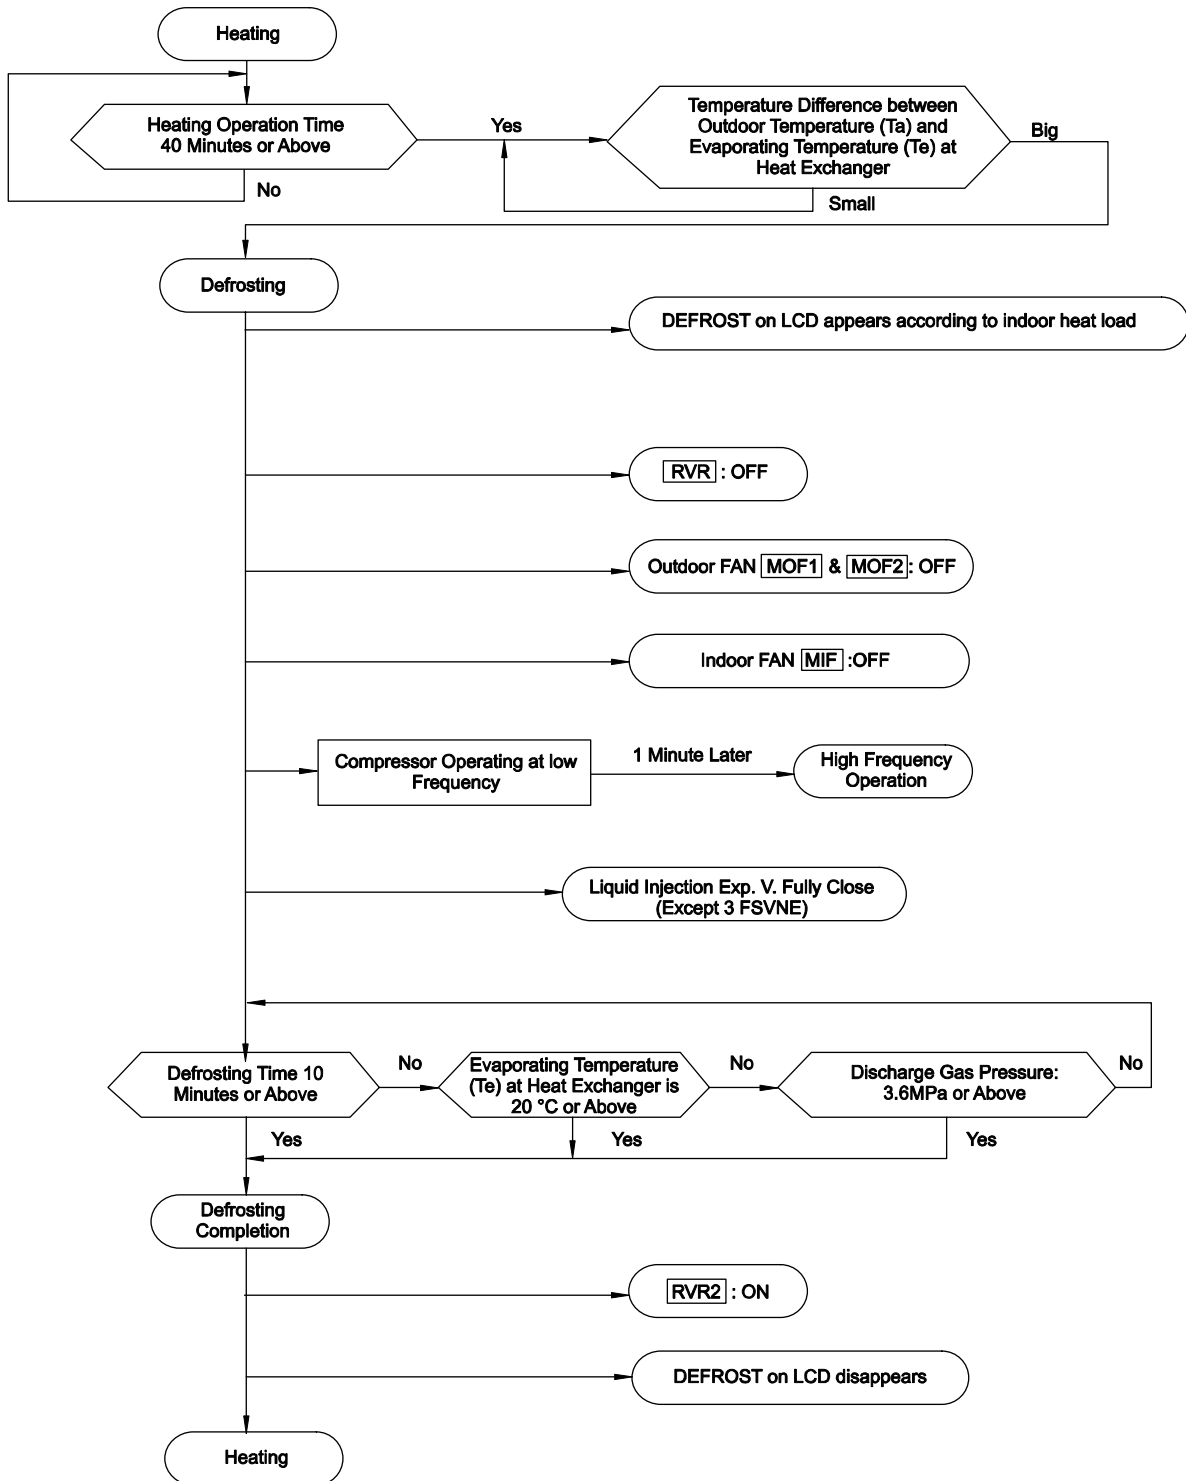 Heating
Heating Operation Time
40 Minutes or Above
Yes
No
Temperature Difference between
Outdoor Temperature (Ta) and
Evaporating Temperature (Te) at
Heat Exchanger
Big
Small
Defrosting
DEFROST on LCD appears according to indoor heat load
RVR : OFF
Outdoor FAN MOF1 & MOF2: OFF
Indoor FAN MIF :OFF
Compressor Operating at low
Frequency
1 Minute Later
High Frequency
Operation
Liquid Injection Exp. V. Fully Close
(Except 3 FSVNE)
Defrosting Time 10
Minutes or Above
No
Yes
Evaporating Temperature
(Te) at Heat Exchanger is
20 °C or Above
No
Yes
Discharge Gas Pressure:
3.6MPa or Above
No
Yes
Defrosting
Completion
RVR2 : ON
DEFROST on LCD disappears
Heating